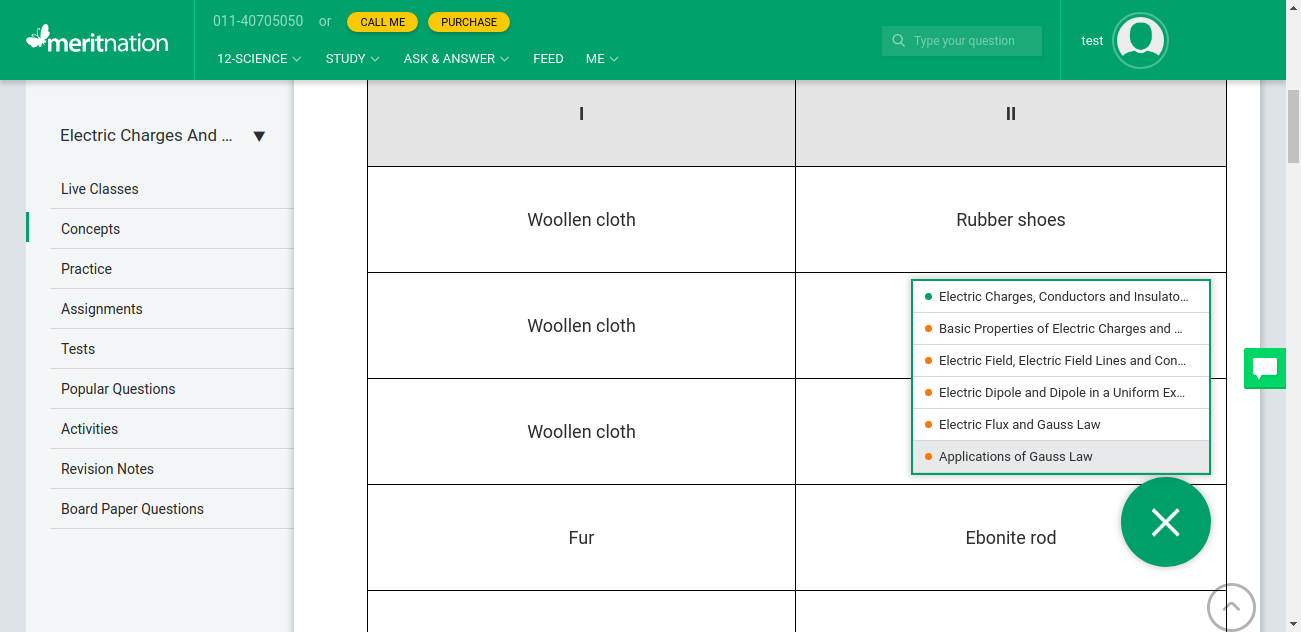 011-40705050 or CALL ME PURCHASE
meritnation
Type your question
test
12-SCIENCE STUDY ASK & ANSWER FEED ME
Electric Charges And ...
Live Classes
Concepts
Practice
Assignments
Tests
Popular Questions
Activities
Revision Notes
Board Paper Questions
I II
Woollen cloth Rubber shoes
Woollen cloth
Woollen cloth
Fur Ebonite rod
Electric Charges, Conductors and Insulato...
Basic Properties of Electric Charges and ...
Electric Field, Electric Field Lines and Con...
Electric Dipole and Dipole in a Uniform Ex...
Electric Flux and Gauss Law
Applications of Gauss Law